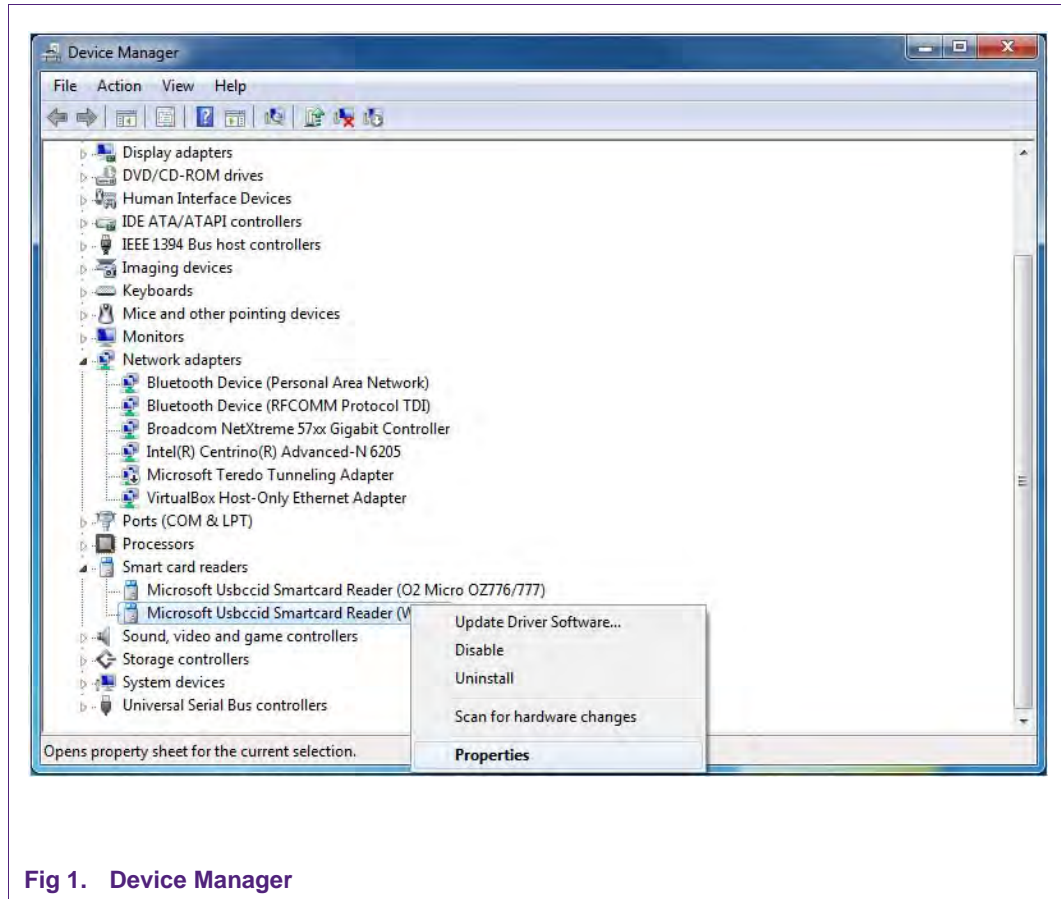 Device Manager
File Action View Help
Display adapters
DVD/CD-ROM drives
Human Interface Devices
IDE ATA/ATAPI controllers
IEEE 1394 Bus host controllers
Imaging devices
Keyboards
Mice and other pointing devices
Monitors
Network adapters
Bluetooth Device (Personal Area Network)
Bluetooth Device (RFCOMM Protocol TDI)
Broadcom NetXtreme 57xx Gigabit Controller
Intel(R) Centrino(R) Advanced-N 6205
Microsoft Teredo Tunneling Adapter
VirtualBox Host-Only Ethernet Adapter
Ports (COM & LPT)
Processors
Smart card readers
Microsoft Usbccid Smartcard Reader (O2 Micro OZ776/777)
Microsoft Usbccid Smartcard Reader (
Update Driver Software...
Sound, video and game controllers
Disable
Storage controllers
Uninstall
System devices
Universal Serial Bus controllers
Scan for hardware changes
Opens property sheet for the current selection.
Properties
Fig 1. Device Manager